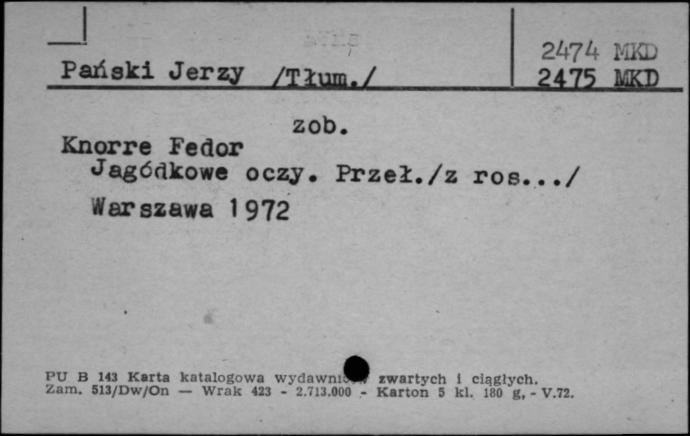 2474 MKD
Pański Jerzy /Tłum./ 2475 MKD
zob.
Knorre Fedor
Jagódkowe oczy. Przeł./z ros.../
Warszawa 1972
PU B 143 Karta katalogowa wydawnictw zwartych i ciągłych.
Zam. 513/Dw/On — Wrak 423 - 2.713.000 - Karton 5 kl. 180 g, - V.72.